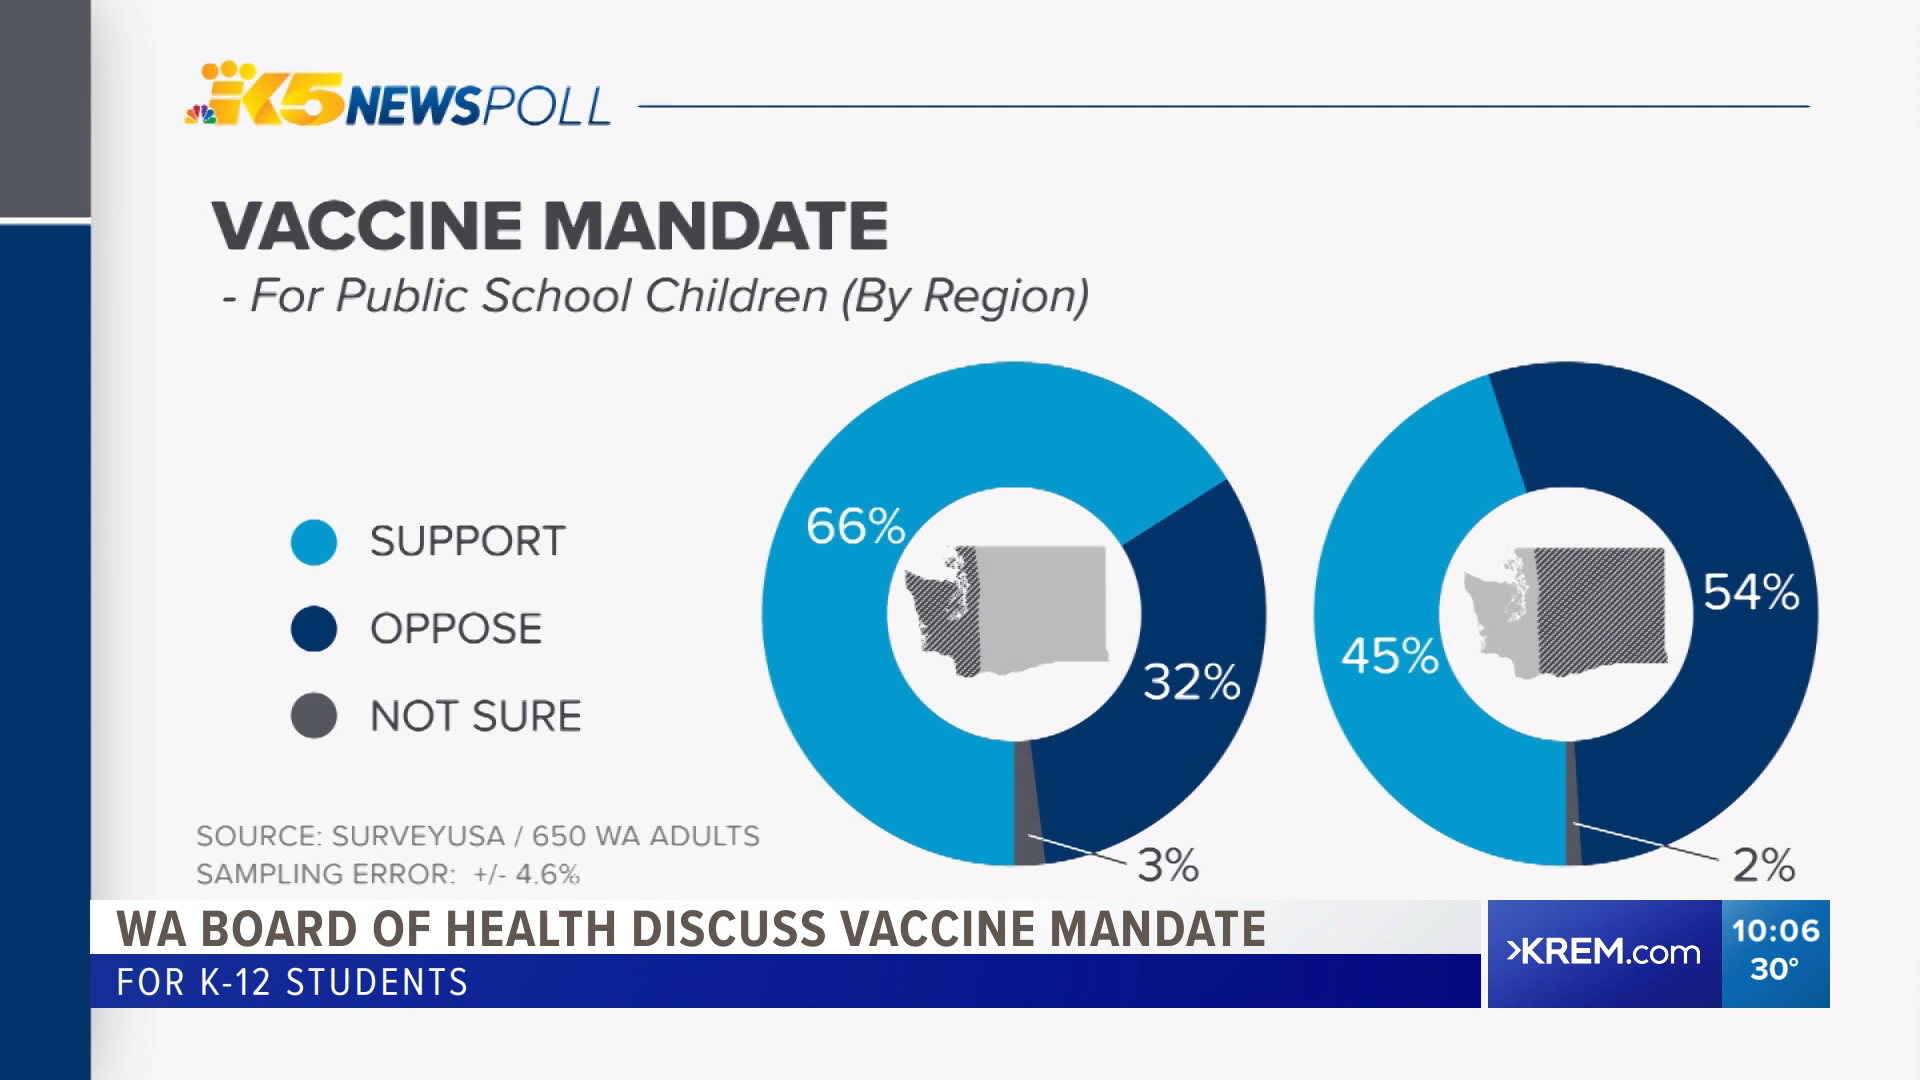 K5 NEWSPOLL
VACCINE MANDATE
- For Public School Children (By Region)
SUPPORT
OPPOSE
NOT SURE
66%
32%
3%
45%
54%
2%
SOURCE: SURVEYUSA / 650 WA ADULTS
SAMPLING ERROR: +/- 4.6%
WA BOARD OF HEALTH DISCUSS VACCINE MANDATE
FOR K-12 STUDENTS
KREM.com
10:06
30°